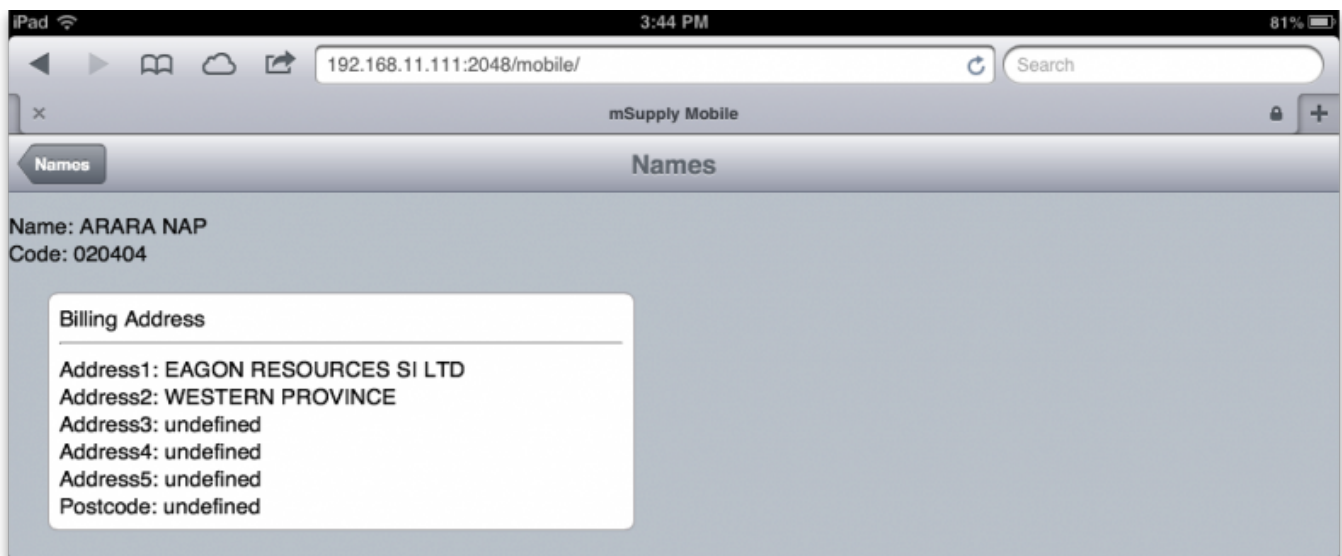 iPad 3:44 PM 81%
192.168.11.111:2048/mobile/ Search
mSupply Mobile
Names Names
Name: ARARA NAP
Code: 020404
Billing Address
Address1: EAGON RESOURCES SI LTD
Address2: WESTERN PROVINCE
Address3: undefined
Address4: undefined
Address5: undefined
Postcode: undefined